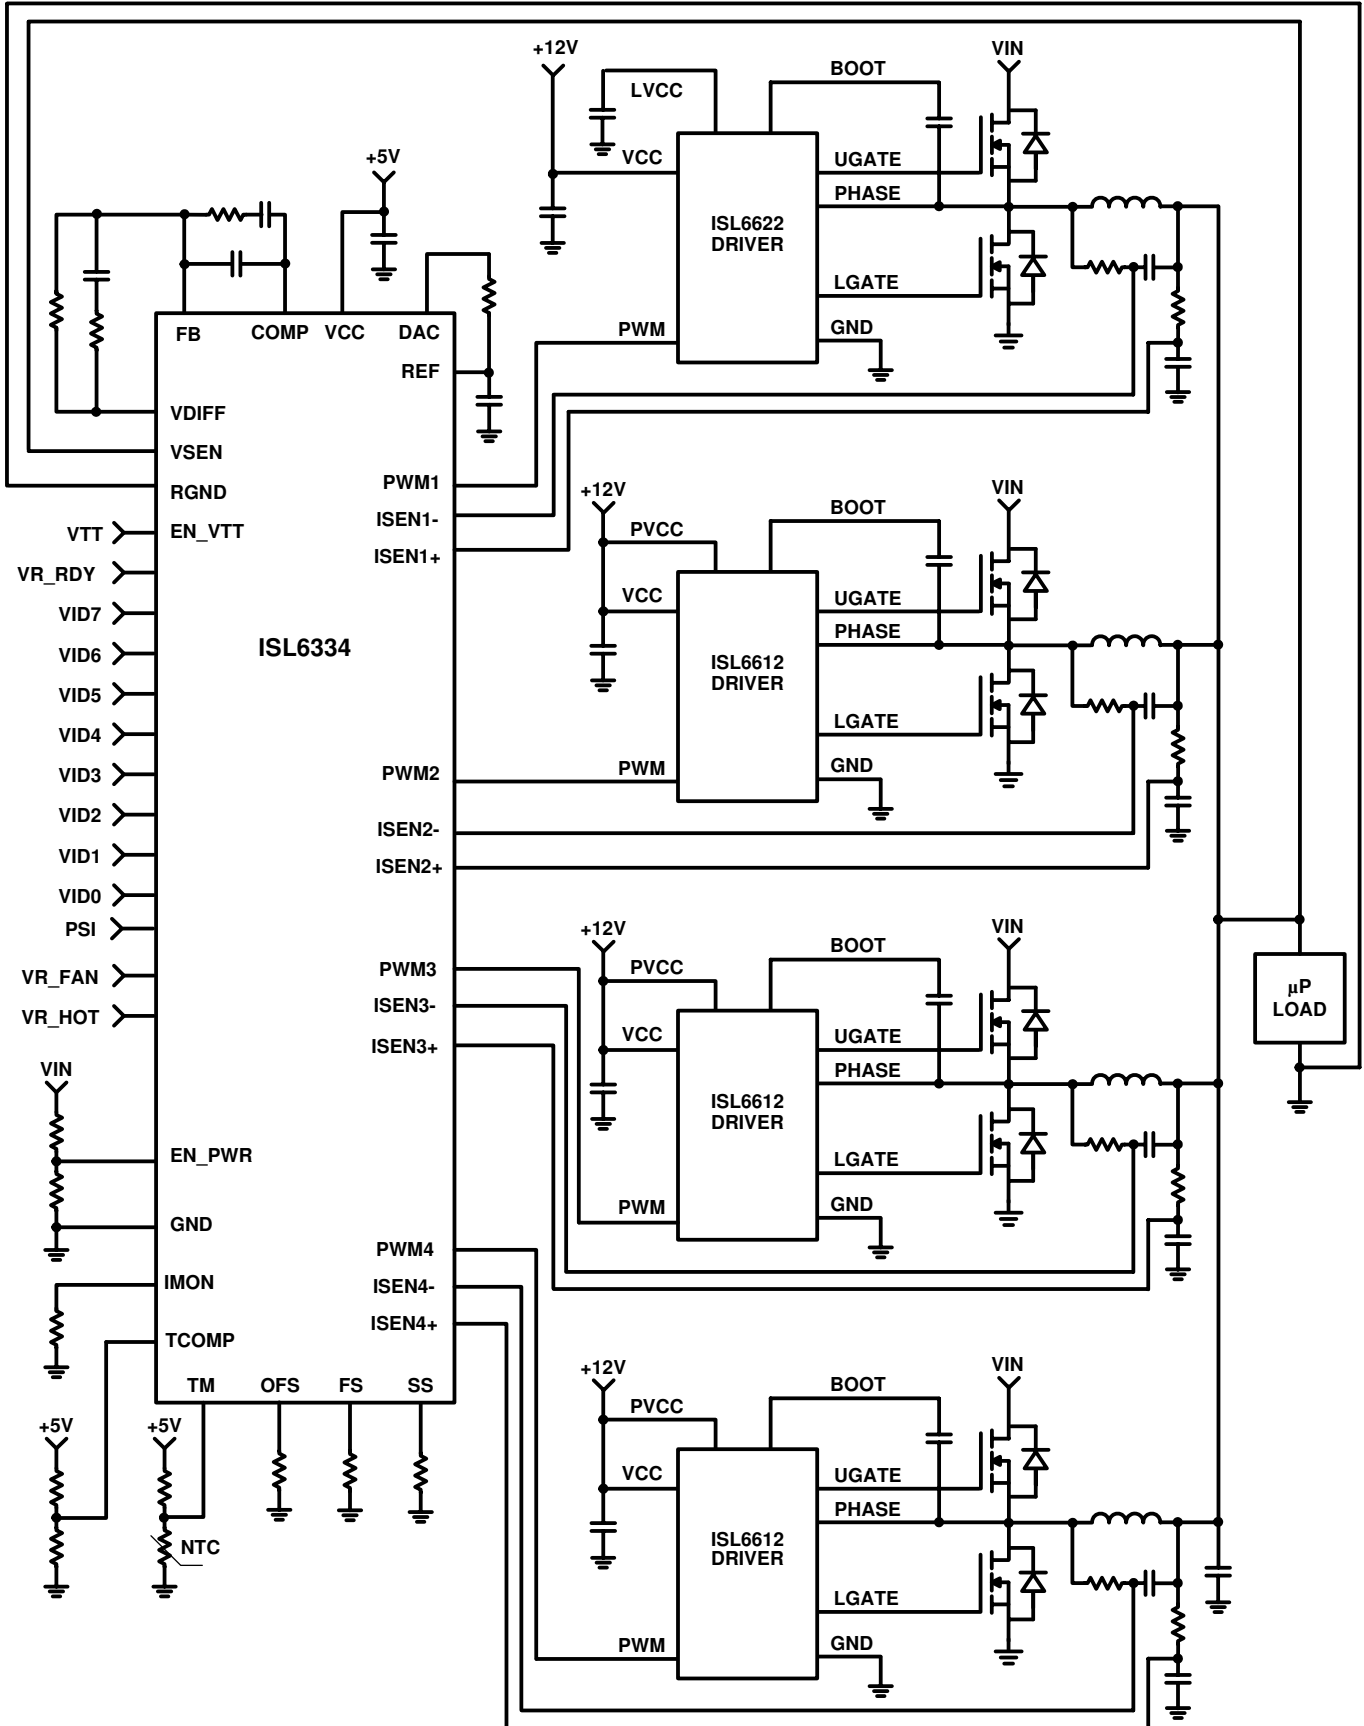 +12V
LVCC
BOOT
VIN
VCC
UGATE
PHASE
ISL6622
DRIVER
LGATE
PWM
GND
+5V
FB
COMP
VCC
DAC
REF
VDIFF
VSEN
RGND
VTT
EN_VTT
VR_RDY
VID7
VID6
VID5
VID4
VID3
VID2
VID1
VID0
PSI
VR_FAN
VR_HOT
ISL6334
PWM1
ISEN1-
ISEN1+
PWM2
ISEN2-
ISEN2+
PWM3
ISEN3-
ISEN3+
PWM4
ISEN4-
ISEN4+
VIN
EN_PWR
GND
IMON
TCOMP
TM
OFS
FS
SS
+5V
+5V
NTC
+12V
PVCC
BOOT
VIN
VCC
UGATE
PHASE
ISL6612
DRIVER
LGATE
PWM
GND
+12V
PVCC
BOOT
VIN
VCC
UGATE
PHASE
ISL6612
DRIVER
LGATE
PWM
GND
µP
LOAD
+12V
PVCC
BOOT
VIN
VCC
UGATE
PHASE
ISL6612
DRIVER
LGATE
PWM
GND